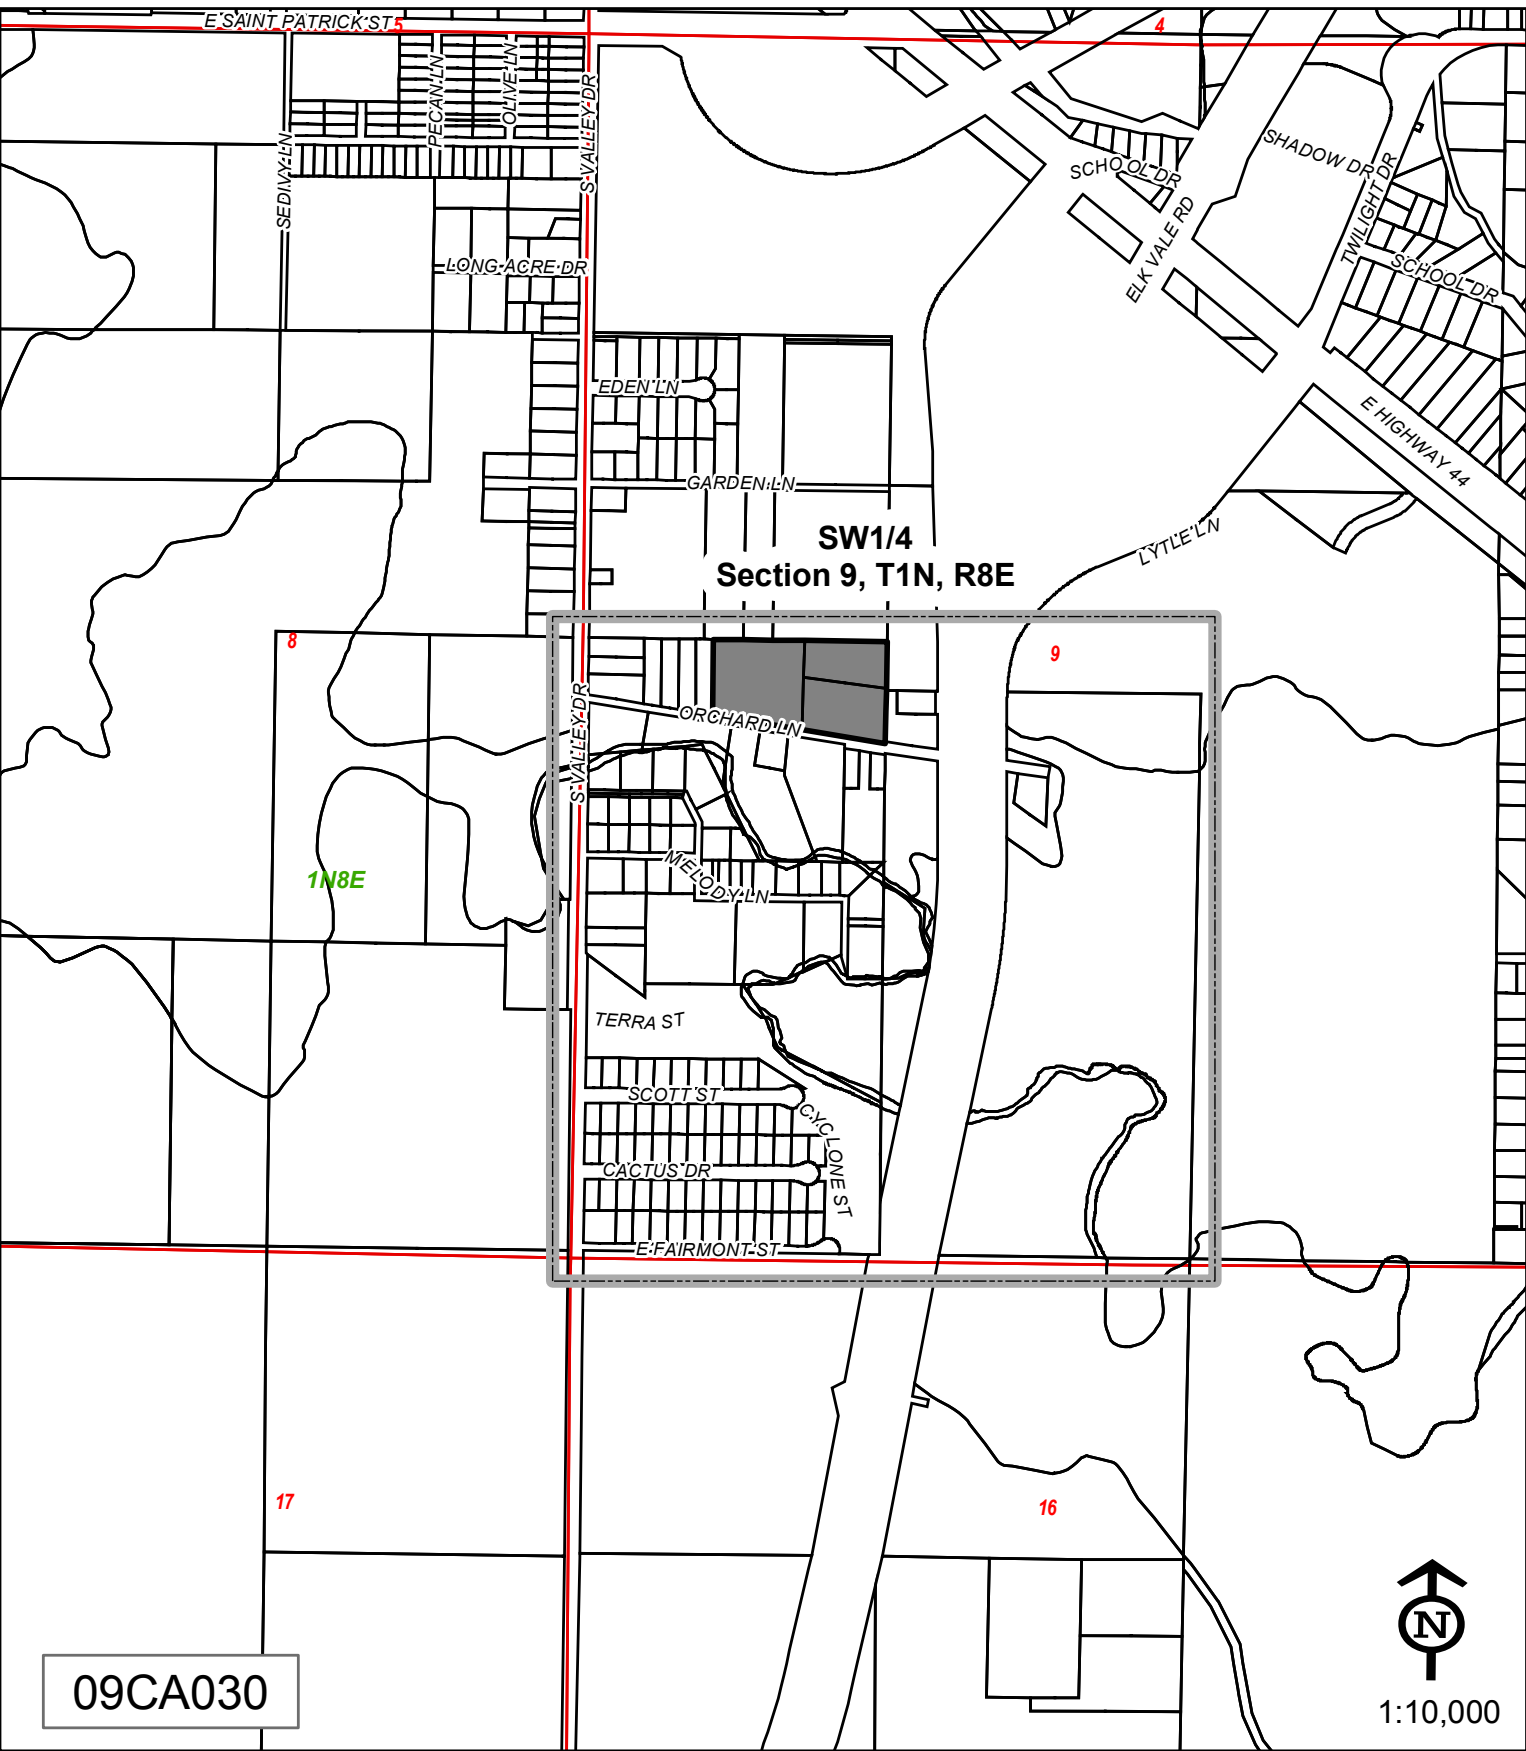 E SAINT PATRICK ST
5
4
PECAN LN
OLIVE LN
S VALLEY DR
SEDIVY LN
SCHOOL DR
SHADOW DR
TWILIGHT DR
ELK VALE RD
LONG ACRE DR
SCHOOL DR
EDEN LN
E HIGHWAY 44
GARDEN LN
SW1/4
Section 9, T1N, R8E
LYTLE LN
8
9
S VALLEY DR
ORCHARD LN
1N8E
MELODY LN
TERRA ST
SCOTT ST
CYCLONE ST
CACTUS DR
E FAIRMONT ST
17
16
N
09CA030
1:10,000